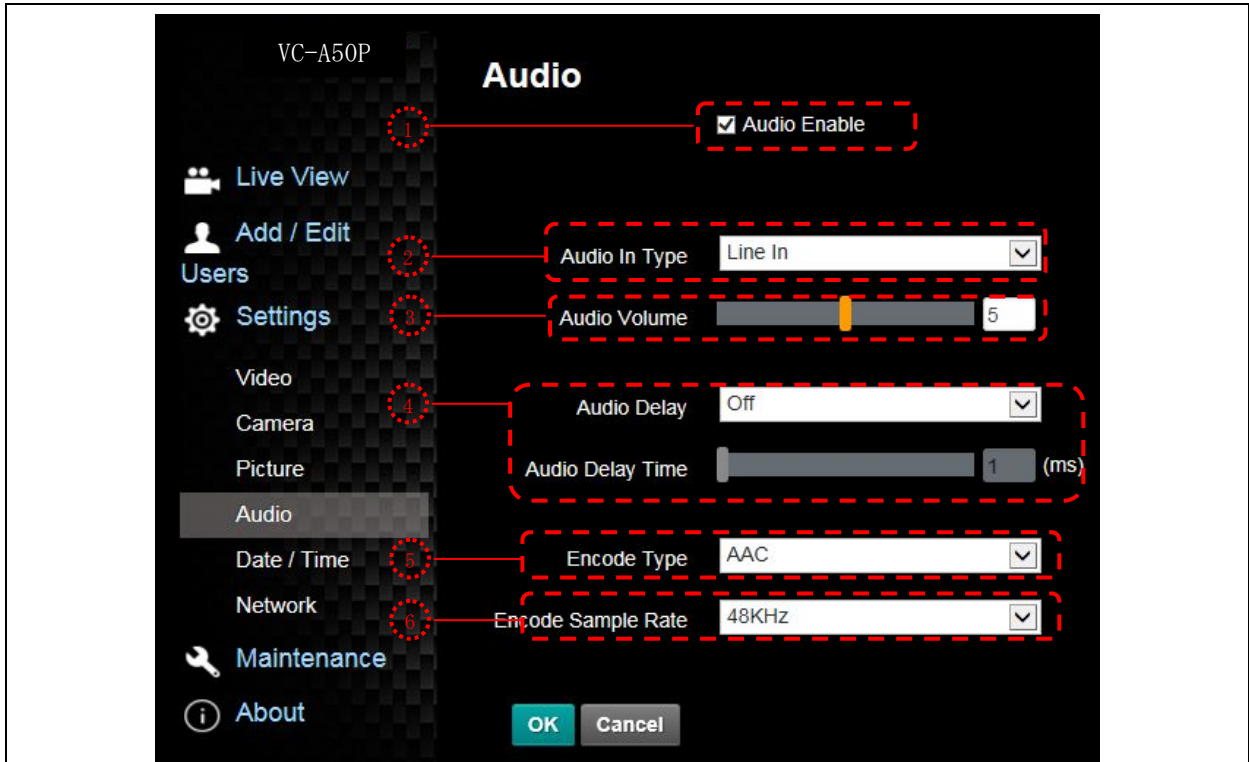 VC-A50P
Audio
1
Audio Enable
Live View
Add / Edit
Users
2
Audio In Type
Line In
Settings
3
Audio Volume
5
Video
4
Audio Delay
Off
Camera
Picture
Audio Delay Time
1
(ms)
Audio
Date / Time
5
Encode Type
AAC
Network
6
Encode Sample Rate
48KHz
Maintenance
About
OK
Cancel